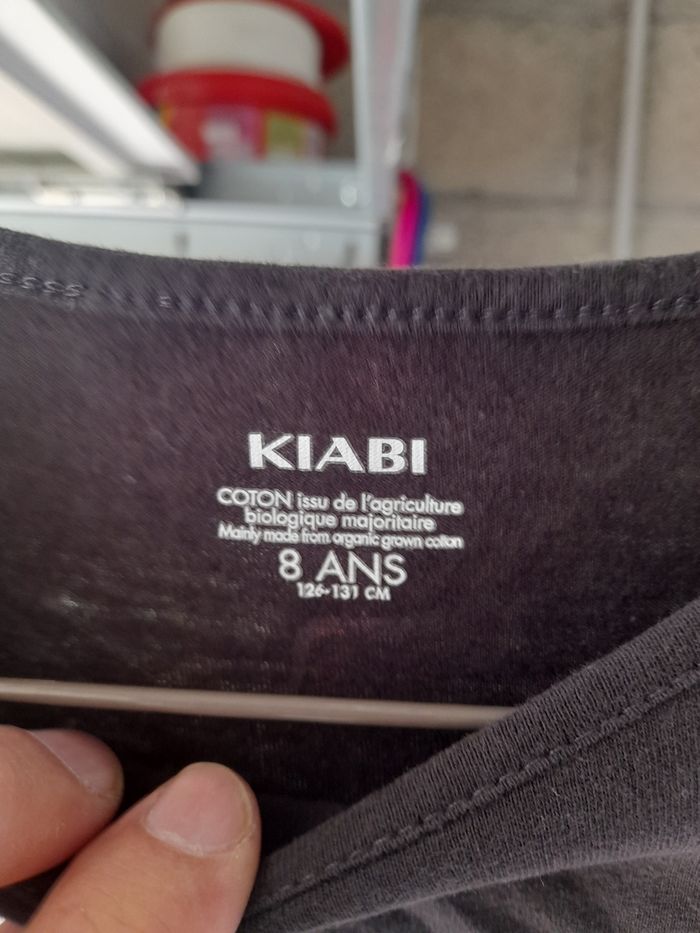 KIABI
COTON issu de l'agriculture
biologique majoritaire
Mainly made from organic grown cotton
8 ANS
126-131 CM